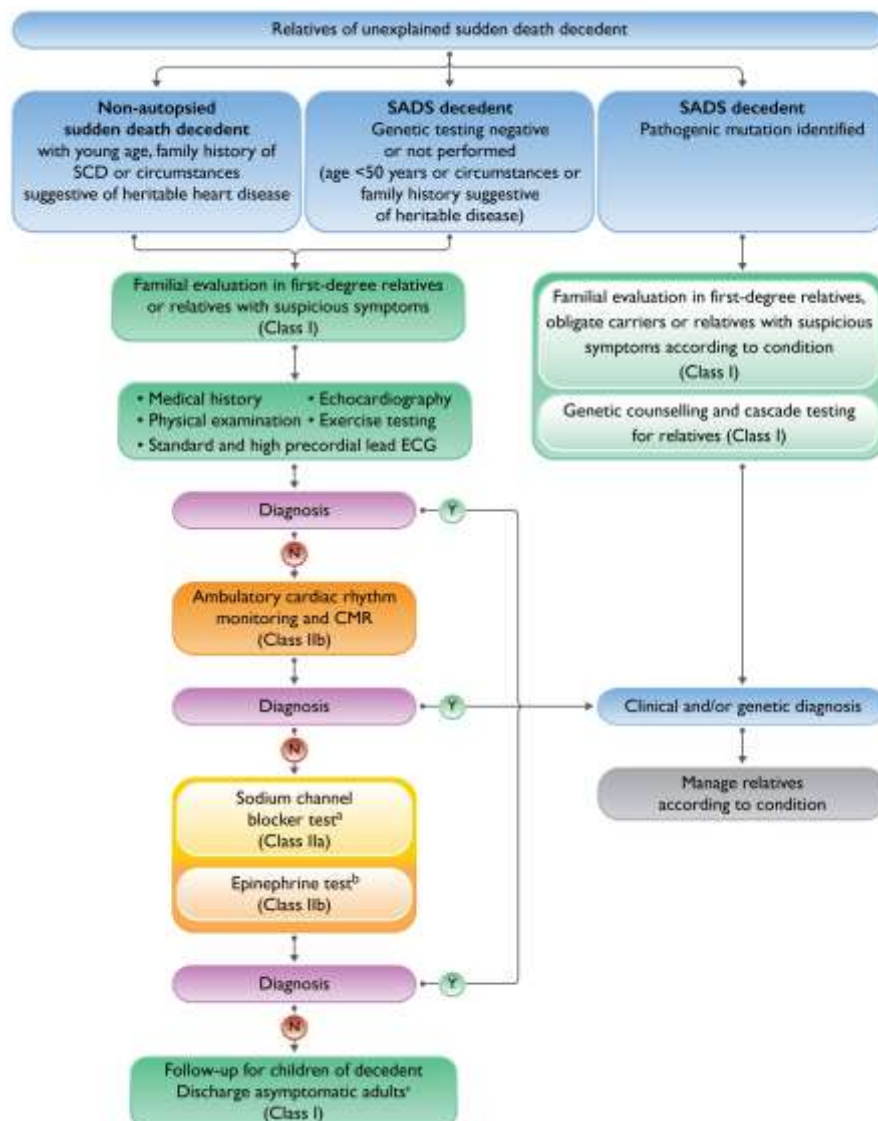 Relatives of unexplained sudden death decedent
Non-autopsied
sudden death decedent
with young age, family history of
SCD or circumstances
suggestive of heritable heart disease
SADS decedent
Genetic testing negative
or not performed
(age <50 years or circumstances or
family history suggestive
of heritable disease)
SADS decedent
Pathogenic mutation identified
Familial evaluation in first-degree relatives
or relatives with suspicious symptoms
(Class I)
Familial evaluation in first-degree relatives,
obligate carriers or relatives with suspicious
symptoms according to condition
(Class I)
Genetic counselling and cascade testing
for relatives (Class I)
• Medical history • Echocardiography
• Physical examination • Exercise testing
• Standard and high precordial lead ECG
Diagnosis
Y
N
Ambulatory cardiac rhythm
monitoring and CMR
(Class IIb)
Diagnosis
Y
Clinical and/or genetic diagnosis
N
Manage relatives
according to condition
Sodium channel
blocker testᵃ
(Class IIa)
Epinephrine testᵇ
(Class IIb)
Diagnosis
Y
N
Follow-up for children of decedent
Discharge asymptomatic adults
(Class I)